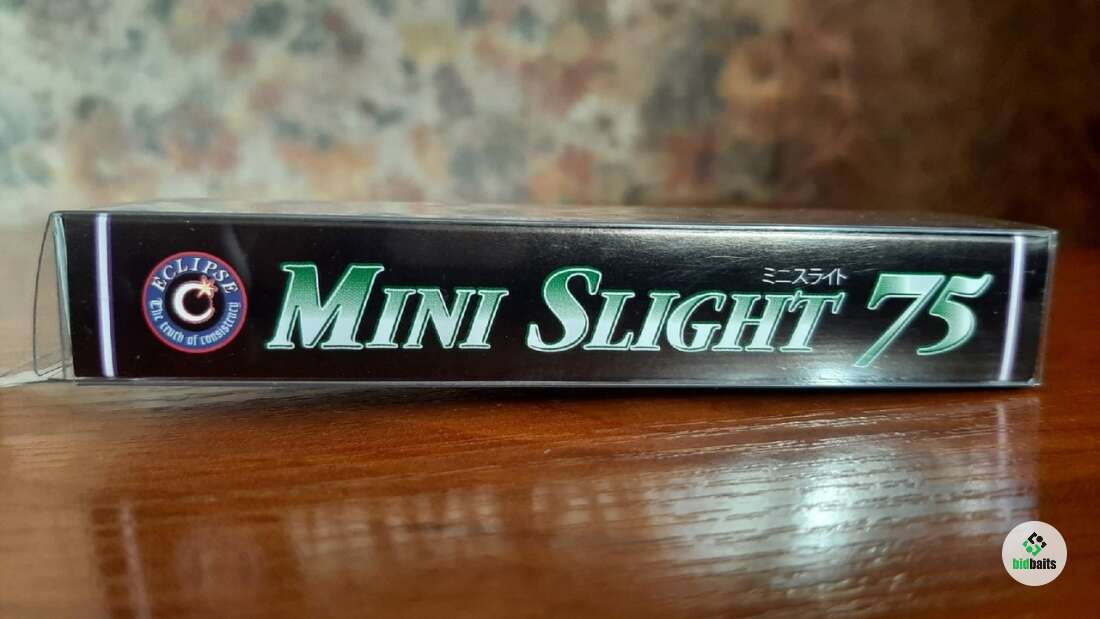 ECLIPSE
The truth of consistency
ミニスライト
MINI SLIGHT 75
bidbaits